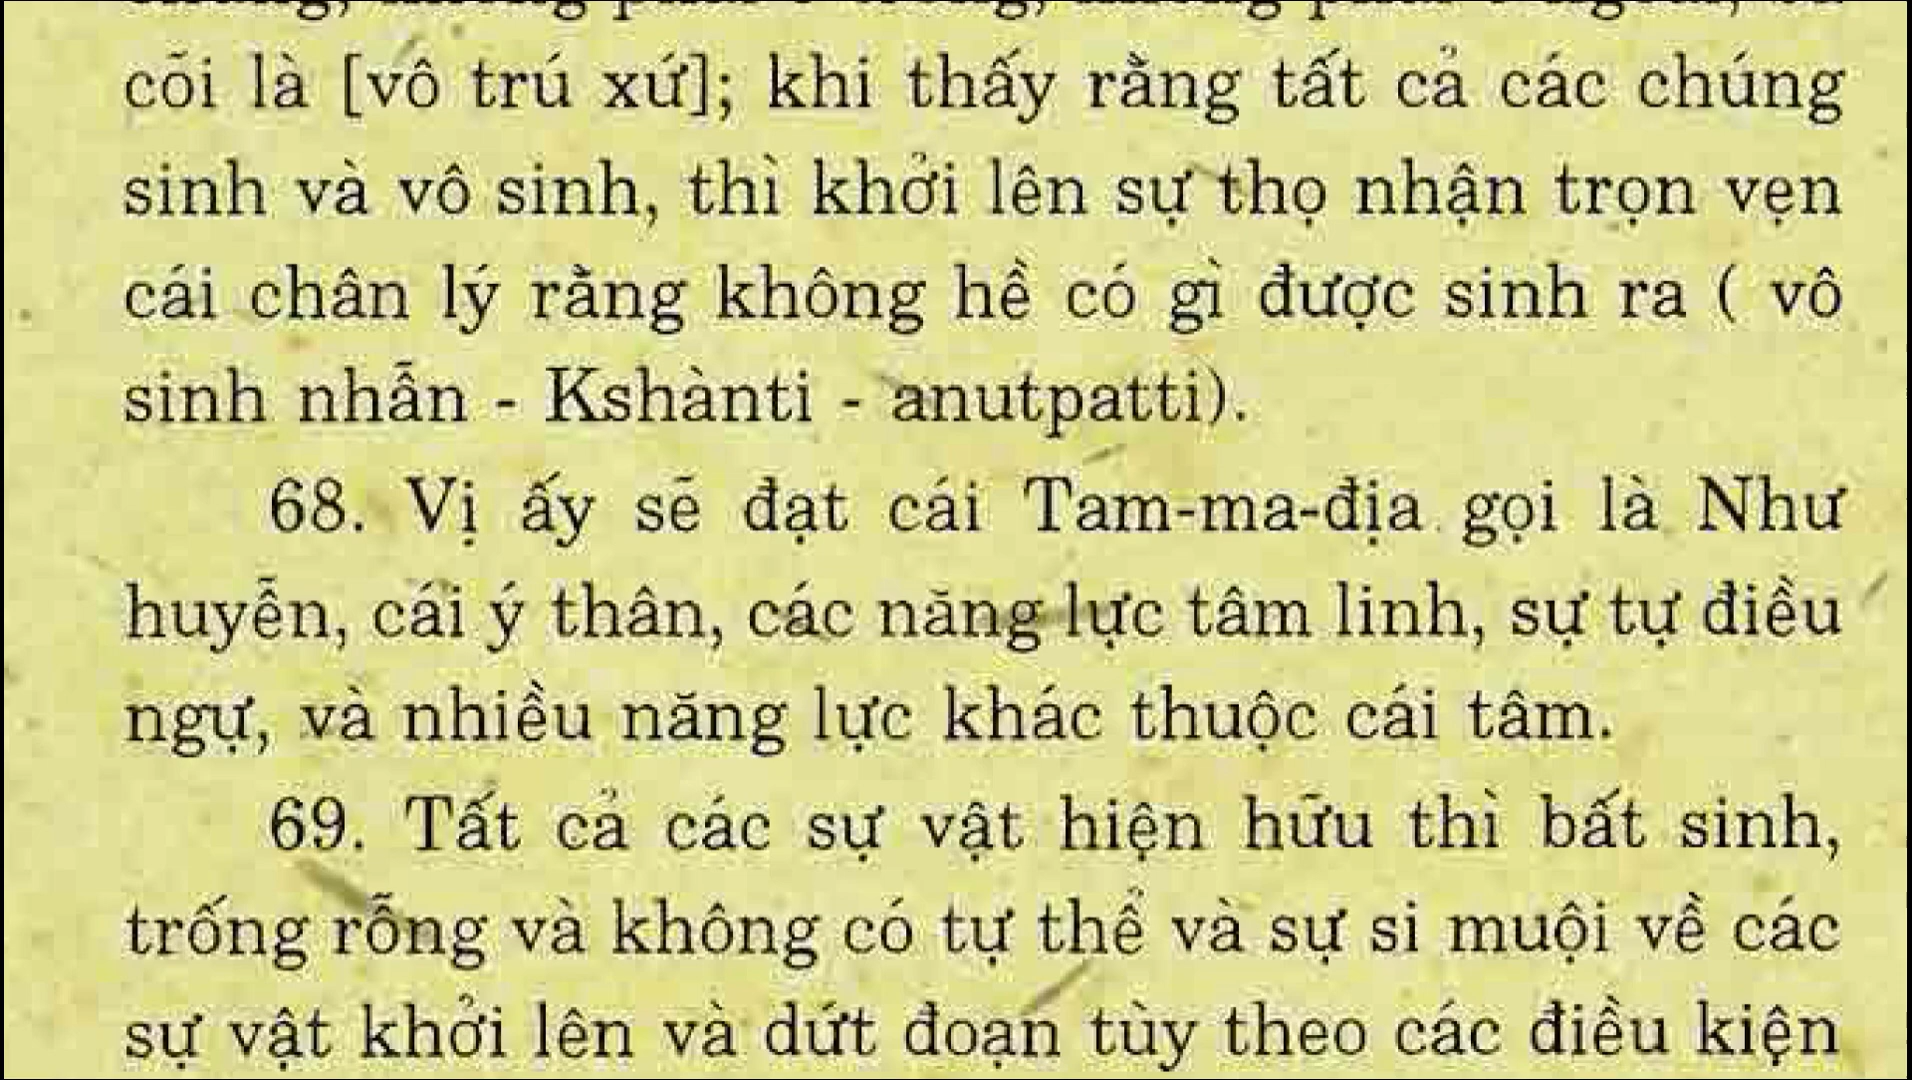 cõi là [vô trú xứ]; khi thấy rằng tất cả các chúng
sinh và vô sinh, thì khởi lên sự thọ nhận trọn vẹn
cái chân lý rằng không hề có gì được sinh ra ( vô
sinh nhẫn - Kshànti - anutpatti).
68. Vị ấy sẽ đạt cái Tam-ma-địa gọi là Như
huyễn, cái ý thân, các năng lực tâm linh, sự tự điều
ngự, và nhiều năng lực khác thuộc cái tâm.
69. Tất cả các sự vật hiện hữu thì bất sinh,
trống rỗng và không có tự thể và sự si muội về các
sự vật khởi lên và dứt đoạn tùy theo các điều kiện